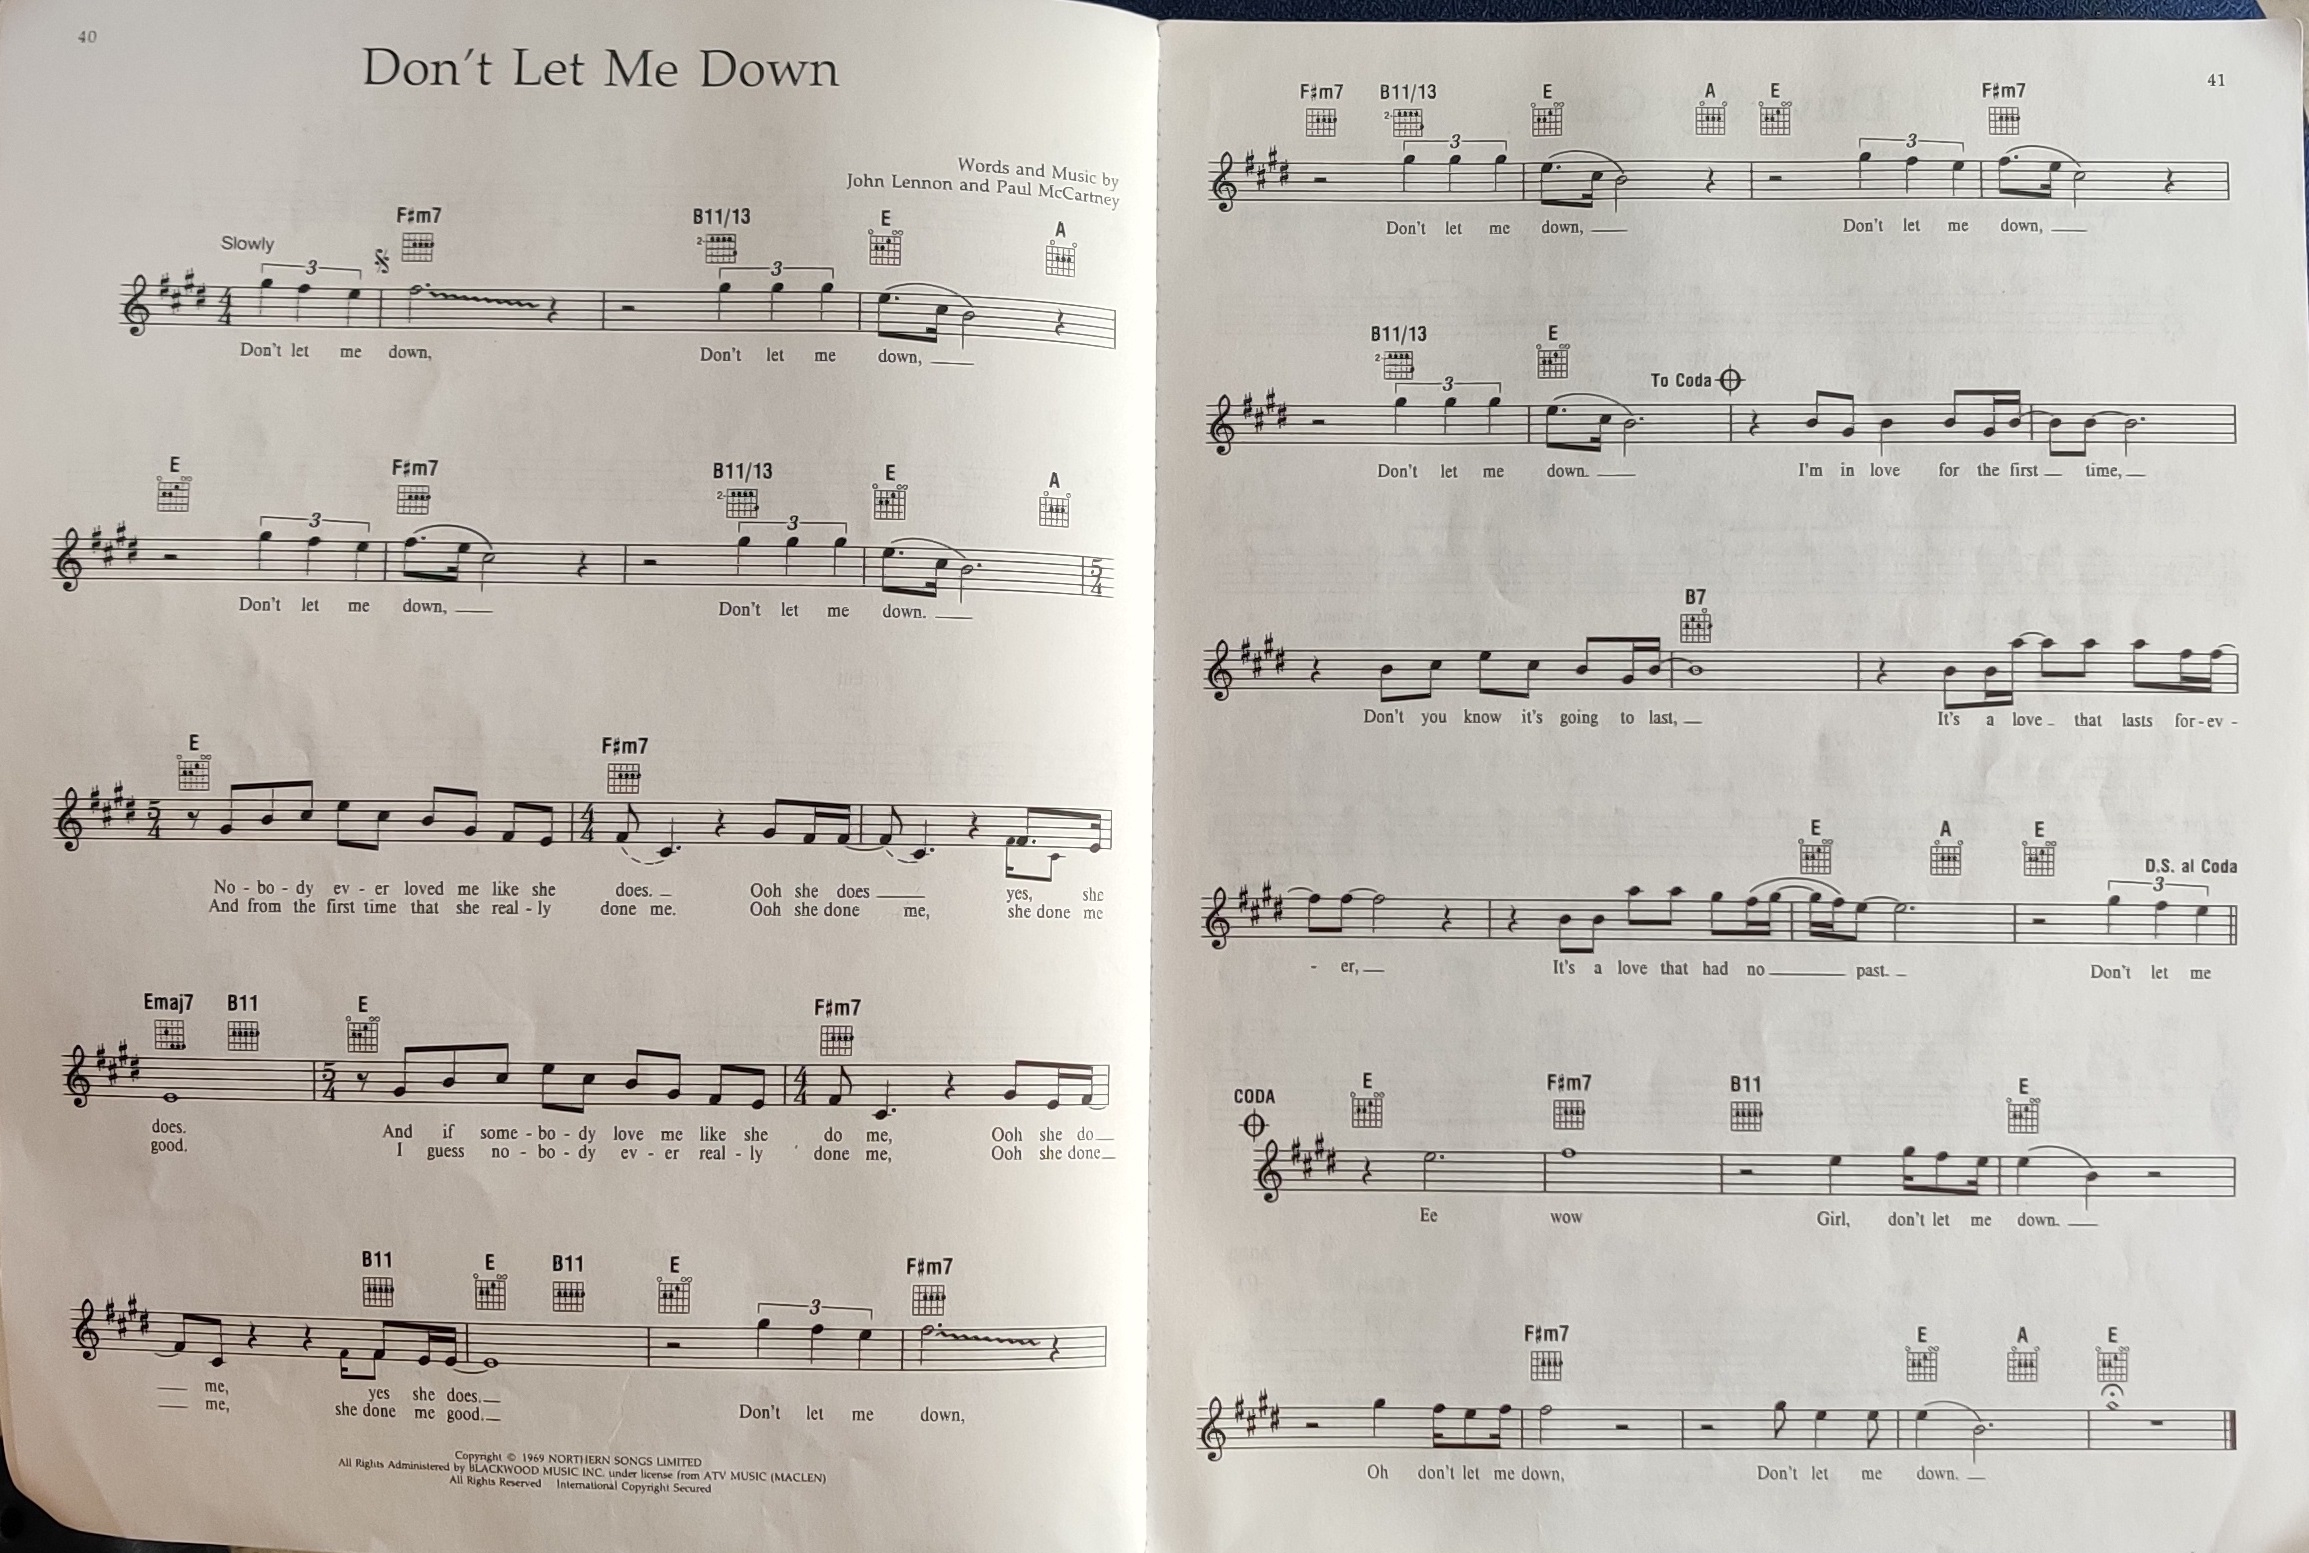 40
Don't Let Me Down
Words and Music by
John Lennon and Paul McCartney
Slowly
F#m7 B11/13 E A
3 3
4/4
Don't let me down, Don't let me down,
E F#m7 B11/13 E A
2
3 3
5/4
Don't let me down, Don't let me down.
E F#m7
5/4 4/4
No - bo - dy ev - er loved me like she does. Ooh she does yes, she
And from the first time that she real - ly done me. Ooh she done me, she done me
Emaj7 B11 E F#m7
5/4 4/4
does. And if some - bo - dy love me like she do me, Ooh she do
good. I guess no - bo - dy ev - er real - ly done me, Ooh she done
B11 E B11 E F#m7
3
me, yes she does. Don't let me down,
me, she done me good.
Copyright © 1969 NORTHERN SONGS LIMITED
All Rights Administered by BLACKWOOD MUSIC INC. under license from ATV MUSIC (MACLEN)
All Rights Reserved International Copyright Secured
41
F#m7 B11/13 E A E F#m7
2
3 3
Don't let me down, Don't let me down,
B11/13 E
2
3 To Coda
Don't let me down. I'm in love for the first time,
B7
Don't you know it's going to last, It's a love that lasts for - ev -
E A E
D.S. al Coda
3
- er, It's a love that had no past. Don't let me
CODA E F#m7 B11 E
Ee wow Girl, don't let me down.
F#m7 E A E
Oh don't let me down, Don't let me down.